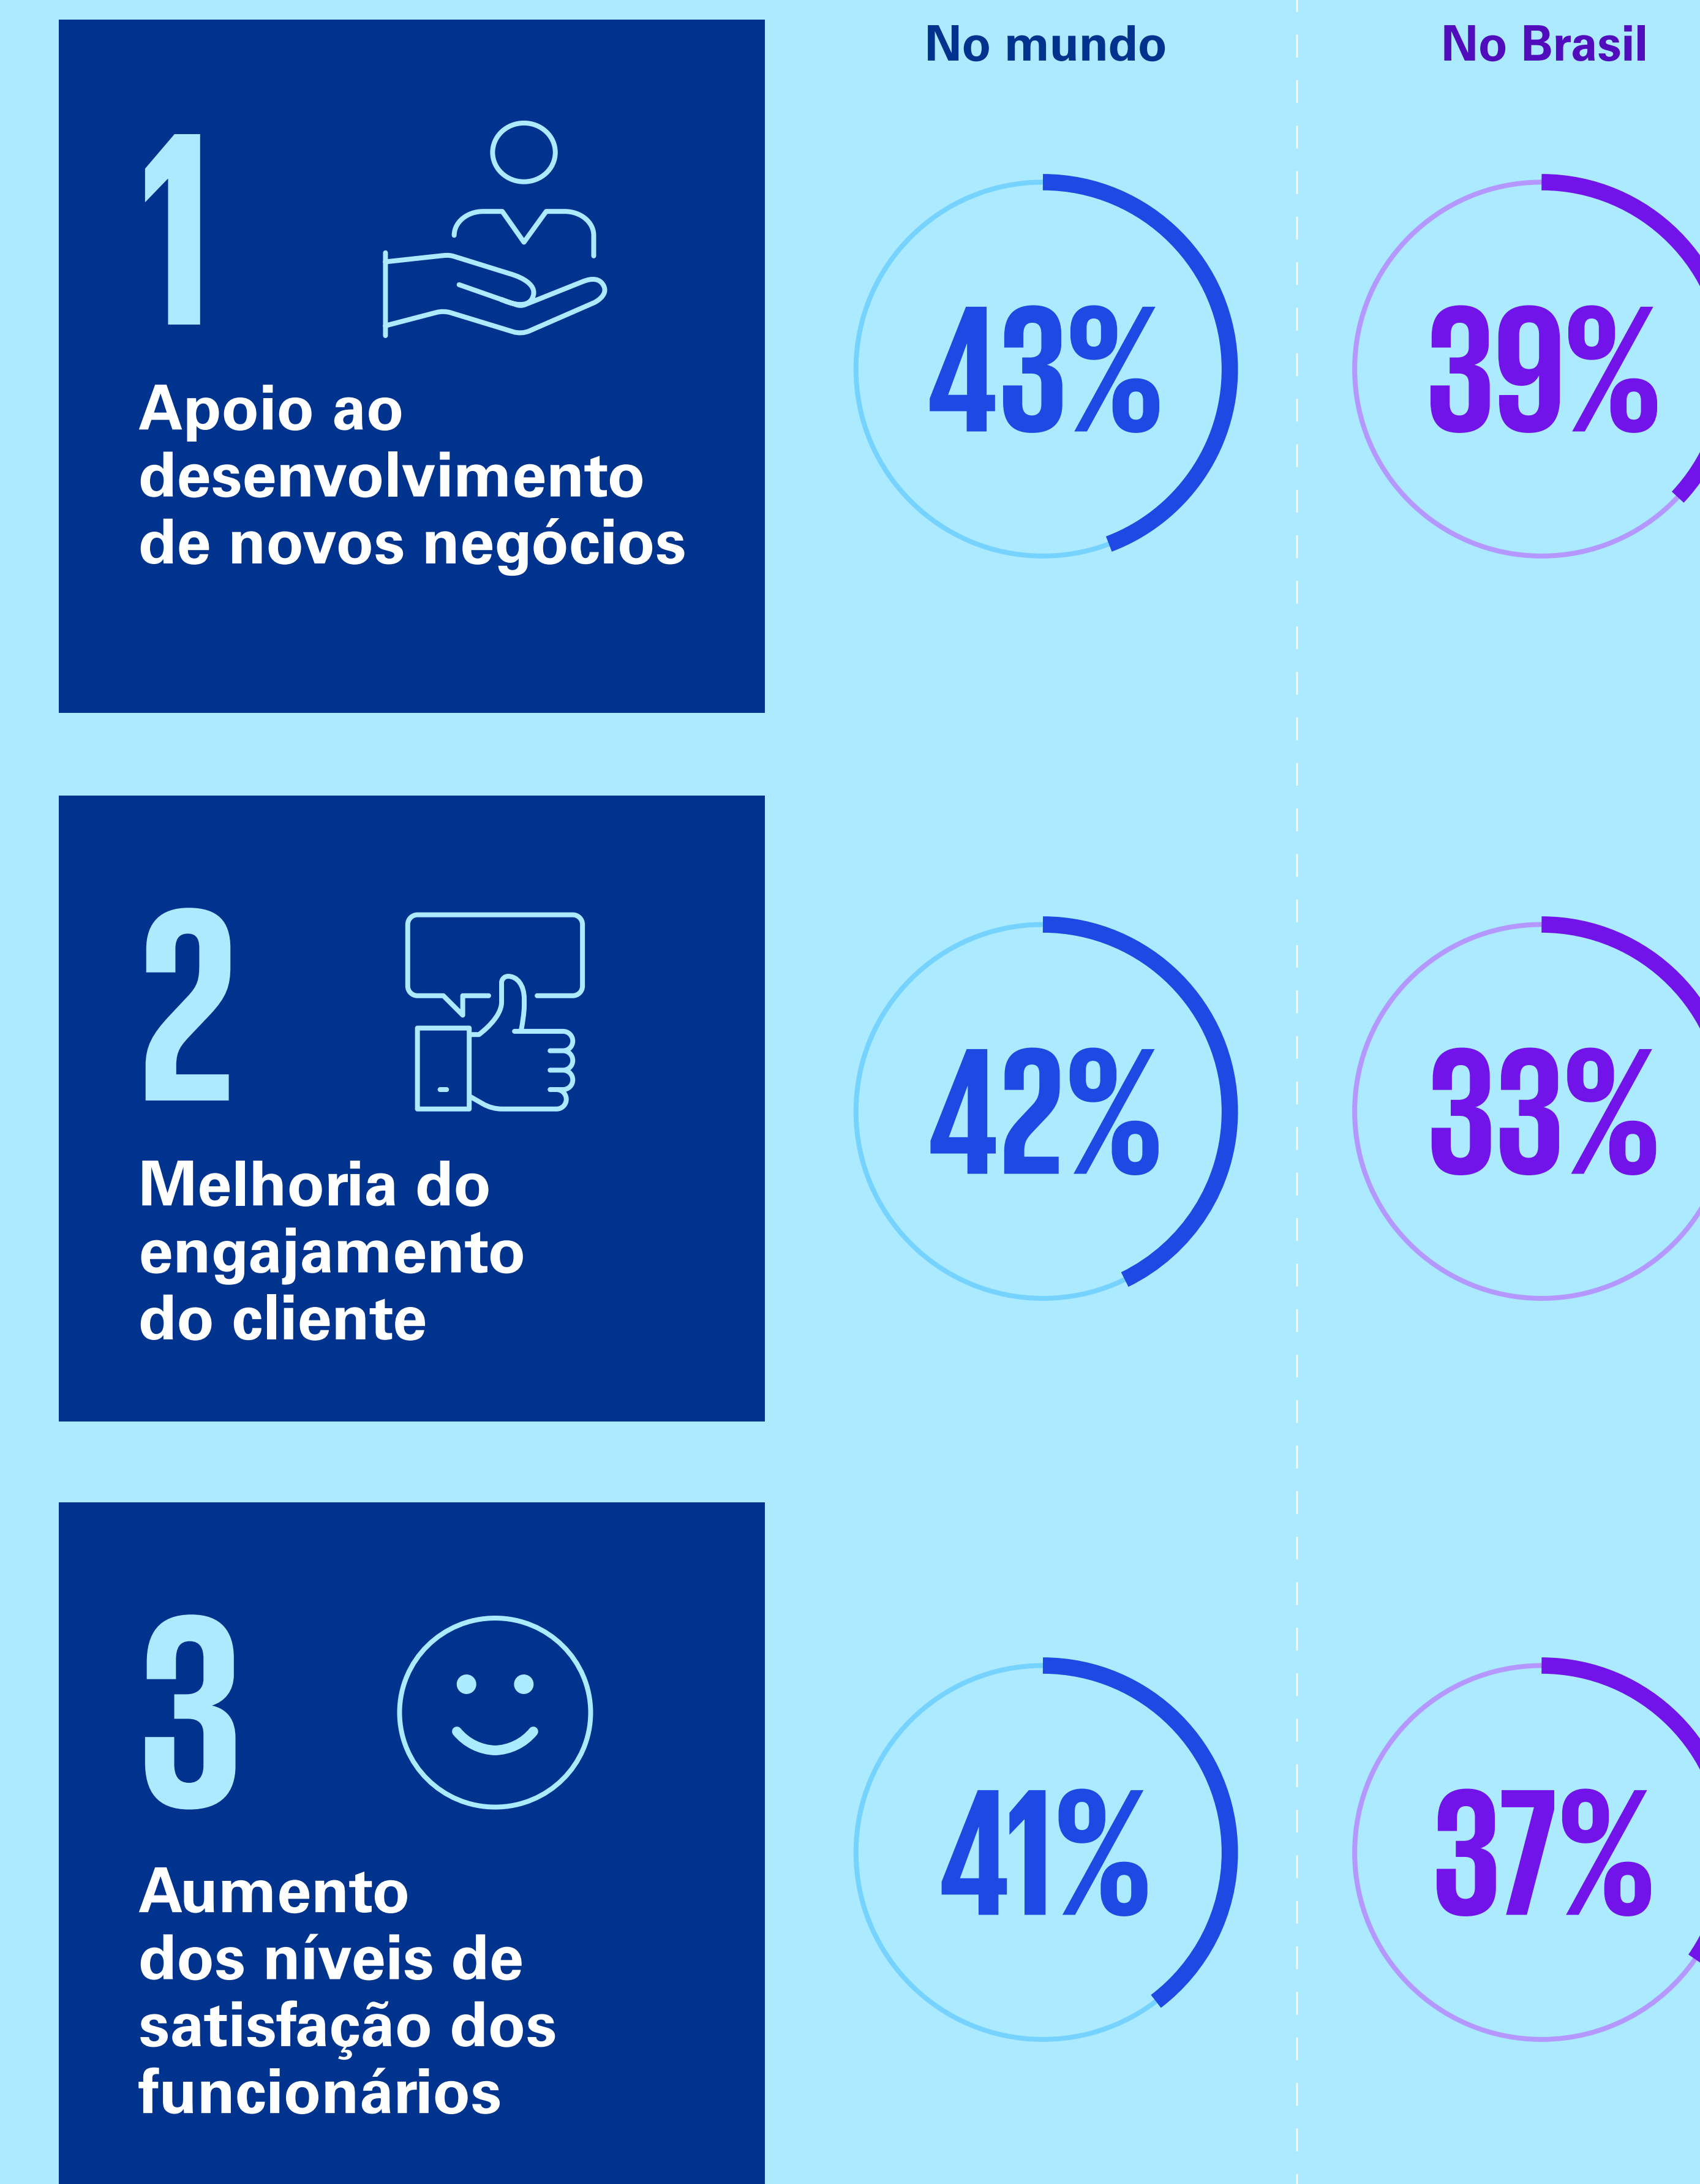 No mundo
No Brasil
1
Apoio ao
desenvolvimento
de novos negócios
43%
39%
2
Melhoria do
engajamento
do cliente
42%
33%
3
Aumento
dos níveis de
satisfação dos
funcionários
41%
37%